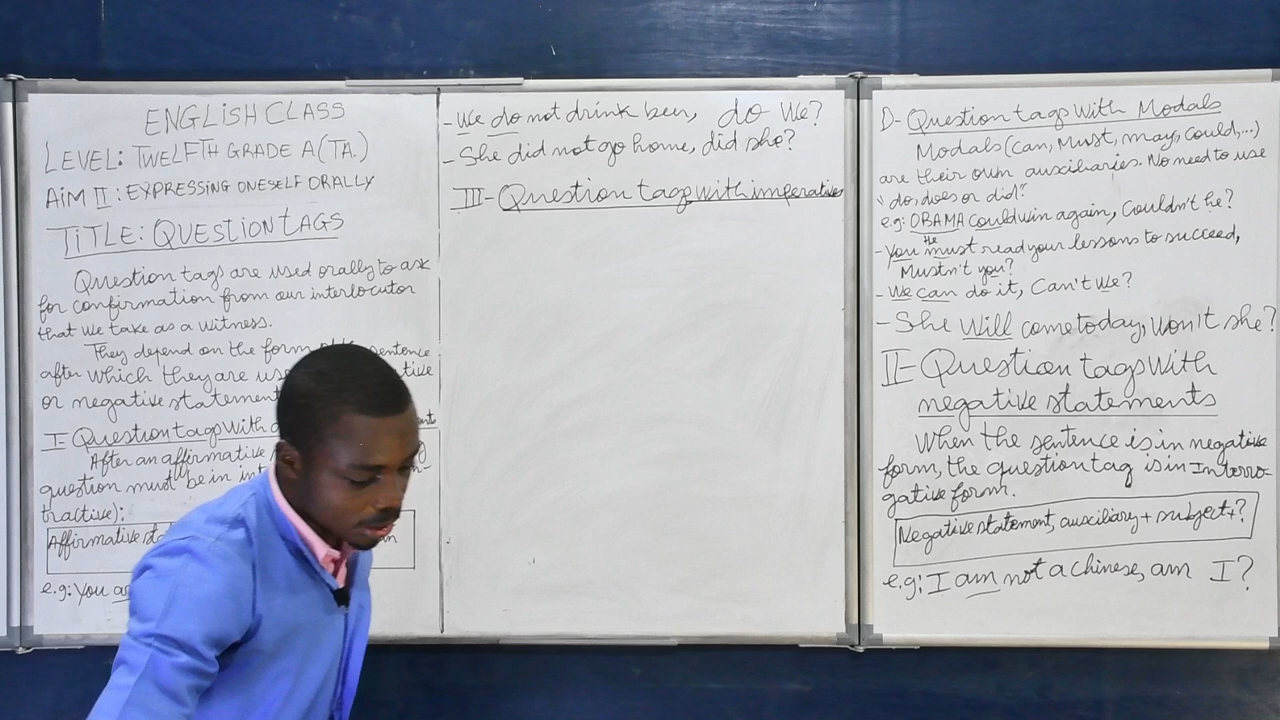 ENGLISH CLASS
LEVEL: TWELFTH GRADE A(TA.)
AIM II: EXPRESSING ONESELF ORALLY
TITLE: QUESTION TAGS
Question tags are used orally to ask
for confirmation from our interlocutor
that we take as a witness.
They depend on the form sentence
after which they are
or negative statement
I- Question tags with
After an affirmative
question must be in
tractive):
Affirmative
e.g: You
- We do not drink beer, do we?
- She did not go home, did she?
III- Question tags with imperatives
D- Question tags With Modals
Modals (can, Must, may, could,...)
are their own auxiliaries. No need to use
"do, does or did".
e.g: OBAMA could win again, Couldn't he?
He
- You must read your lessons to succeed,
Mustn't you?
- We can do it, Can't We?
- She Will come today, Won't she?
II- Question tags With
negative statements
When the sentence is in negative
form, the question tag is in Interro-
gative form.
Negative statement, auxiliary + subject+?
e.g: I am not a chinese, am I?